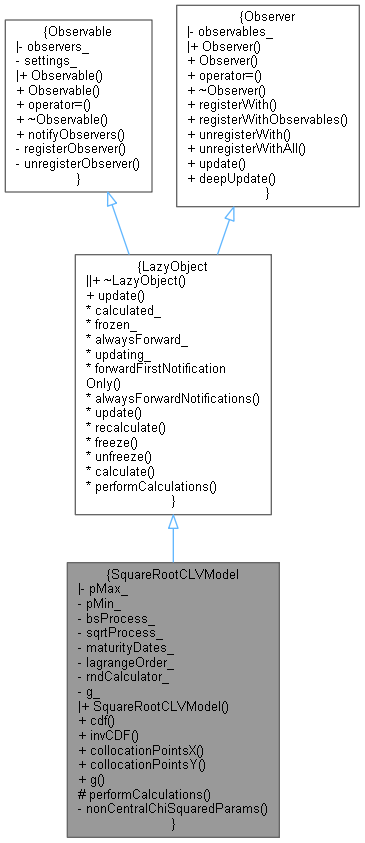 {Observable
|- observers_
- settings_
|+ Observable()
+ Observable()
+ operator=()
+ ~Observable()
+ notifyObservers()
- registerObserver()
- unregisterObserver()
}
{Observer
|- observables_
|+ Observer()
+ Observer()
+ operator=()
+ ~Observer()
+ registerWith()
+ registerWithObservables()
+ unregisterWith()
+ unregisterWithAll()
+ update()
+ deepUpdate()
}
{LazyObject
||+ ~LazyObject()
+ update()
* calculated_
* frozen_
* alwaysForward_
* updating_
* forwardFirstNotification
Only()
* alwaysForwardNotifications()
* update()
* recalculate()
* freeze()
* unfreeze()
* calculate()
* performCalculations()
}
{SquareRootCLVModel
|- pMax_
- pMin_
- bsProcess_
- sqrtProcess_
- maturityDates_
- lagrangeOrder_
- rndCalculator_
- g_
|+ SquareRootCLVModel()
+ cdf()
+ invCDF()
+ collocationPointsX()
+ collocationPointsY()
+ g()
# performCalculations()
- nonCentralChiSquaredParams()
}